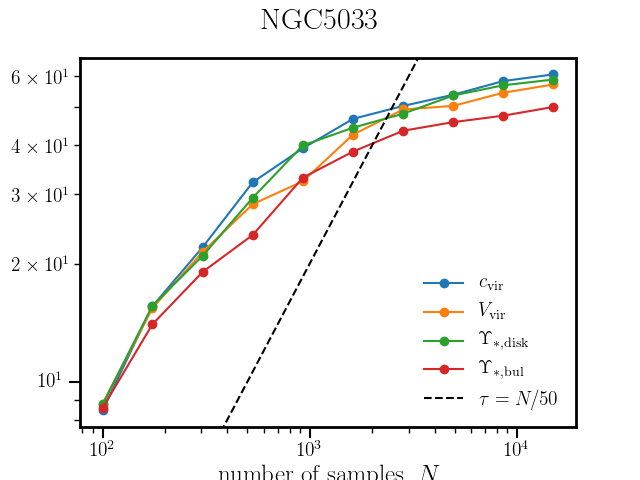 NGC5033
6 × 10¹
4 × 10¹
3 × 10¹
2 × 10¹
10¹
c_vir
V_vir
Υ_{*,disk}
Υ_{*,bul}
τ = N/50
10² 10³ 10⁴
number of samples N